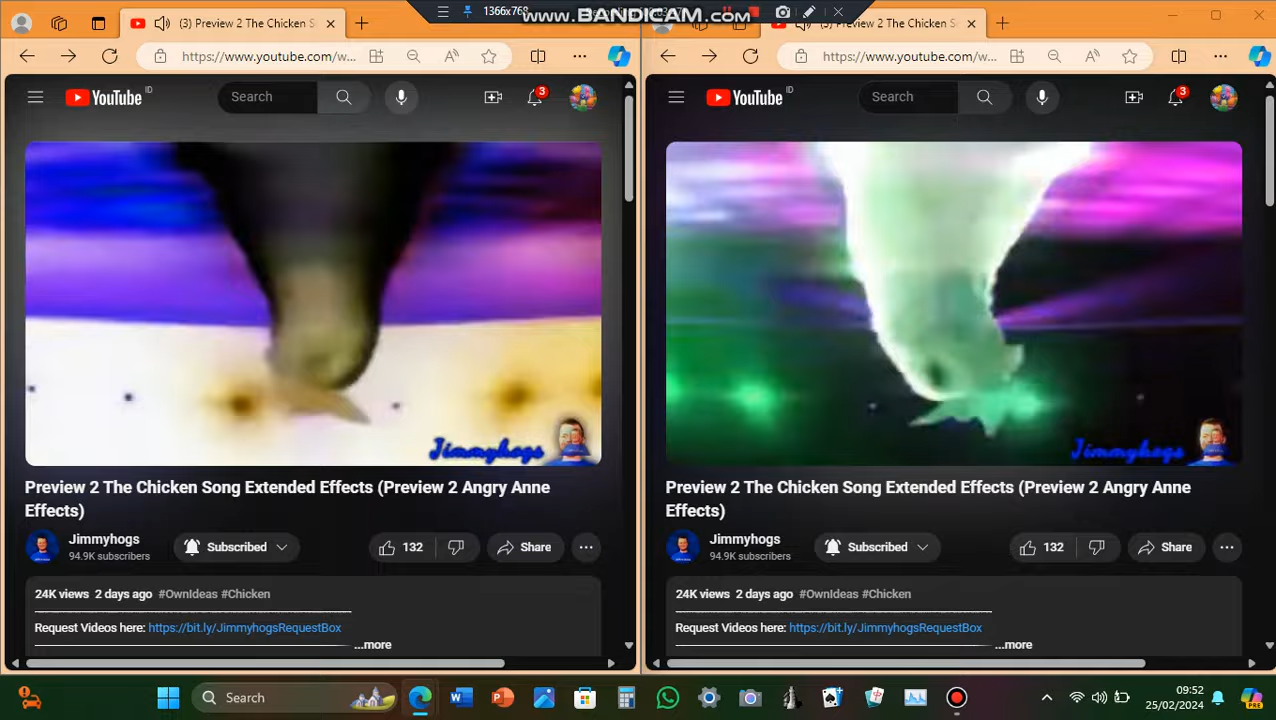 1366x768
www.BANDICAM.com
(3) Preview 2 The Chicken S
https://www.youtube.com/w...
YouTube ID
Search
3
Jimmyhogs
Preview 2 The Chicken Song Extended Effects (Preview 2 Angry Anne
Effects)
Jimmyhogs
94.9K subscribers
Subscribed
132
Share
24K views 2 days ago #OwnIdeas #Chicken
Request Videos here: https://bit.ly/JimmyhogsRequestBox
...more
Preview 2 The Chicken S
https://www.youtube.com/w...
YouTube ID
Search
3
Jimmyhogs
Preview 2 The Chicken Song Extended Effects (Preview 2 Angry Anne
Effects)
Jimmyhogs
94.9K subscribers
Subscribed
132
Share
24K views 2 days ago #OwnIdeas #Chicken
Request Videos here: https://bit.ly/JimmyhogsRequestBox
...more
Search
09:52
25/02/2024
PRE